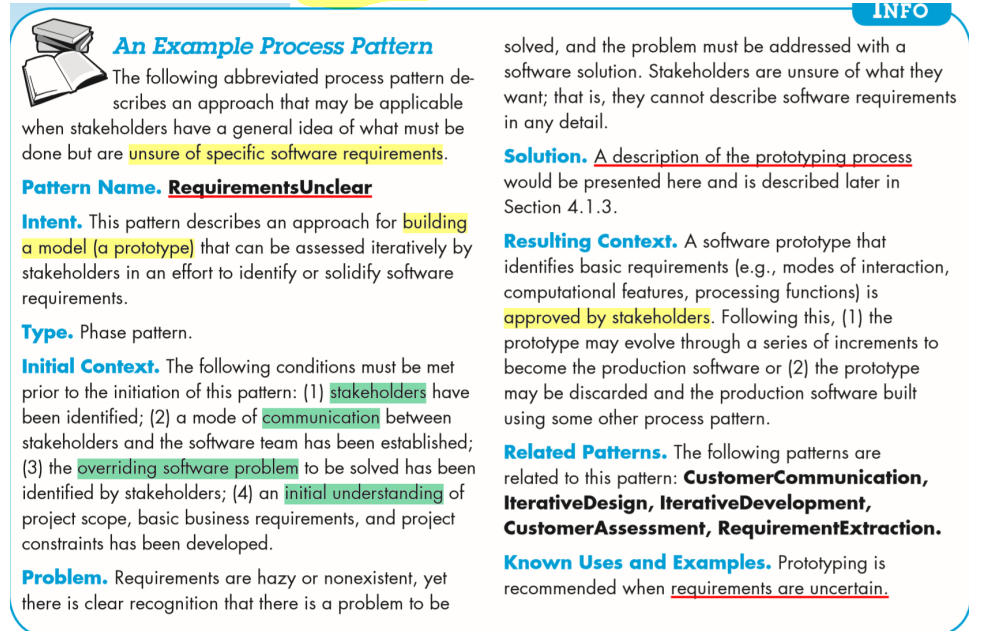 INFO
An Example Process Pattern
The following abbreviated process pattern de-
scribes an approach that may be applicable
when stakeholders have a general idea of what must be
done but are unsure of specific software requirements.
Pattern Name. RequirementsUnclear
Intent. This pattern describes an approach for building
a model (a prototype) that can be assessed iteratively by
stakeholders in an effort to identify or solidify software
requirements.
Type. Phase pattern.
Initial Context. The following conditions must be met
prior to the initiation of this pattern: (1) stakeholders have
been identified; (2) a mode of communication between
stakeholders and the software team has been established;
(3) the overriding software problem to be solved has been
identified by stakeholders; (4) an initial understanding of
project scope, basic business requirements, and project
constraints has been developed.
Problem. Requirements are hazy or nonexistent, yet
there is clear recognition that there is a problem to be
solved, and the problem must be addressed with a
software solution. Stakeholders are unsure of what they
want; that is, they cannot describe software requirements
in any detail.
Solution. A description of the prototyping process
would be presented here and is described later in
Section 4.1.3.
Resulting Context. A software prototype that
identifies basic requirements (e.g., modes of interaction,
computational features, processing functions) is
approved by stakeholders. Following this, (1) the
prototype may evolve through a series of increments to
become the production software or (2) the prototype
may be discarded and the production software built
using some other process pattern.
Related Patterns. The following patterns are
related to this pattern: CustomerCommunication,
IterativeDesign, IterativeDevelopment,
CustomerAssessment, RequirementExtraction.
Known Uses and Examples. Prototyping is
recommended when requirements are uncertain.